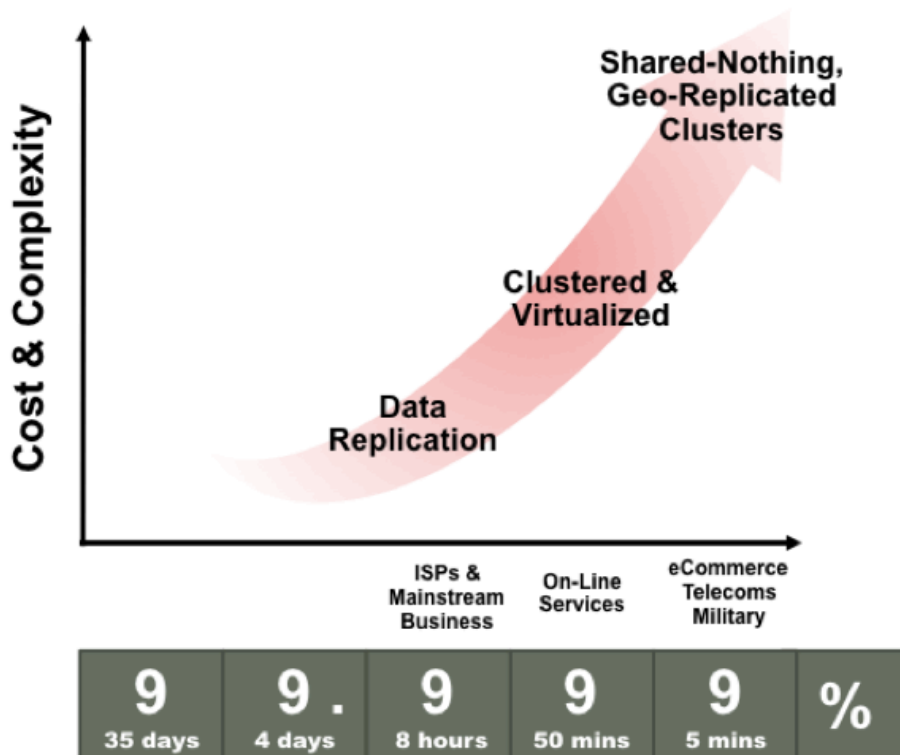 Cost & Complexity
Shared-Nothing,
Geo-Replicated
Clusters
Clustered &
Virtualized
Data
Replication
ISPs &
Mainstream
Business
On-Line
Services
eCommerce
Telecoms
Military
9 9. 9 9 9 %
35 days 4 days 8 hours 50 mins 5 mins